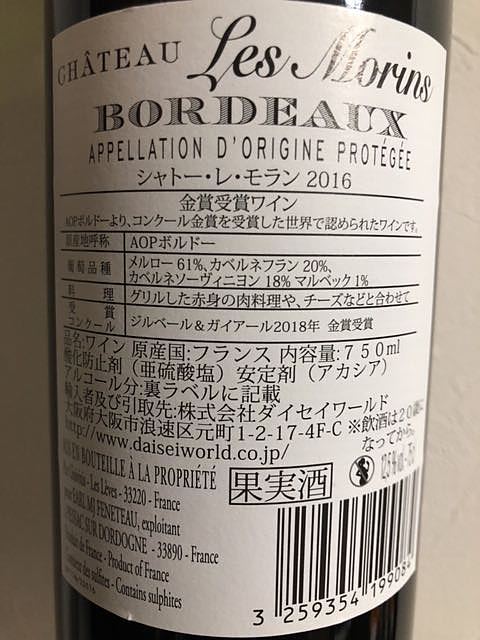 CHÂTEAU Les Morins
BORDEAUX
APPELLATION D'ORIGINE PROTÉGÉE
シャトー・レ・モラン 2016
金賞受賞ワイン
AOPボルドーより、コンクール金賞を受賞した世界で認められたワインです。
原産地呼称 AOPボルドー
葡萄品種 メルロー 61%、カベルネフラン 20%、
カベルネソーヴィニヨン 18% マルベック 1%
料理 グリルした赤身の肉料理や、チーズなどと合わせて
受賞
コンクール ジルベール＆ガイアール2018年 金賞受賞
品名:ワイン 原産国:フランス 内容量:750ml
酸化防止剤（亜硫酸塩）安定剤（アカシア）
アルコール分:裏ラベルに記載
輸入者及び引取先:株式会社ダイセイワールド
大阪府大阪市浪速区元町1-2-17-4F-C ※飲酒は20歳に
なってから。
http://www.daiseiworld.co.jp/
MIS EN BOUTEILLE À LA PROPRIÉTÉ
Les Lèves - 33220 - France
EARL MJ FENETEAU, exploitant
SUR DORDOGNE - 33890 - France
de France - Product of France
des sulfites - Contains sulphites
果実酒
12.5%vol
3 259354 199084